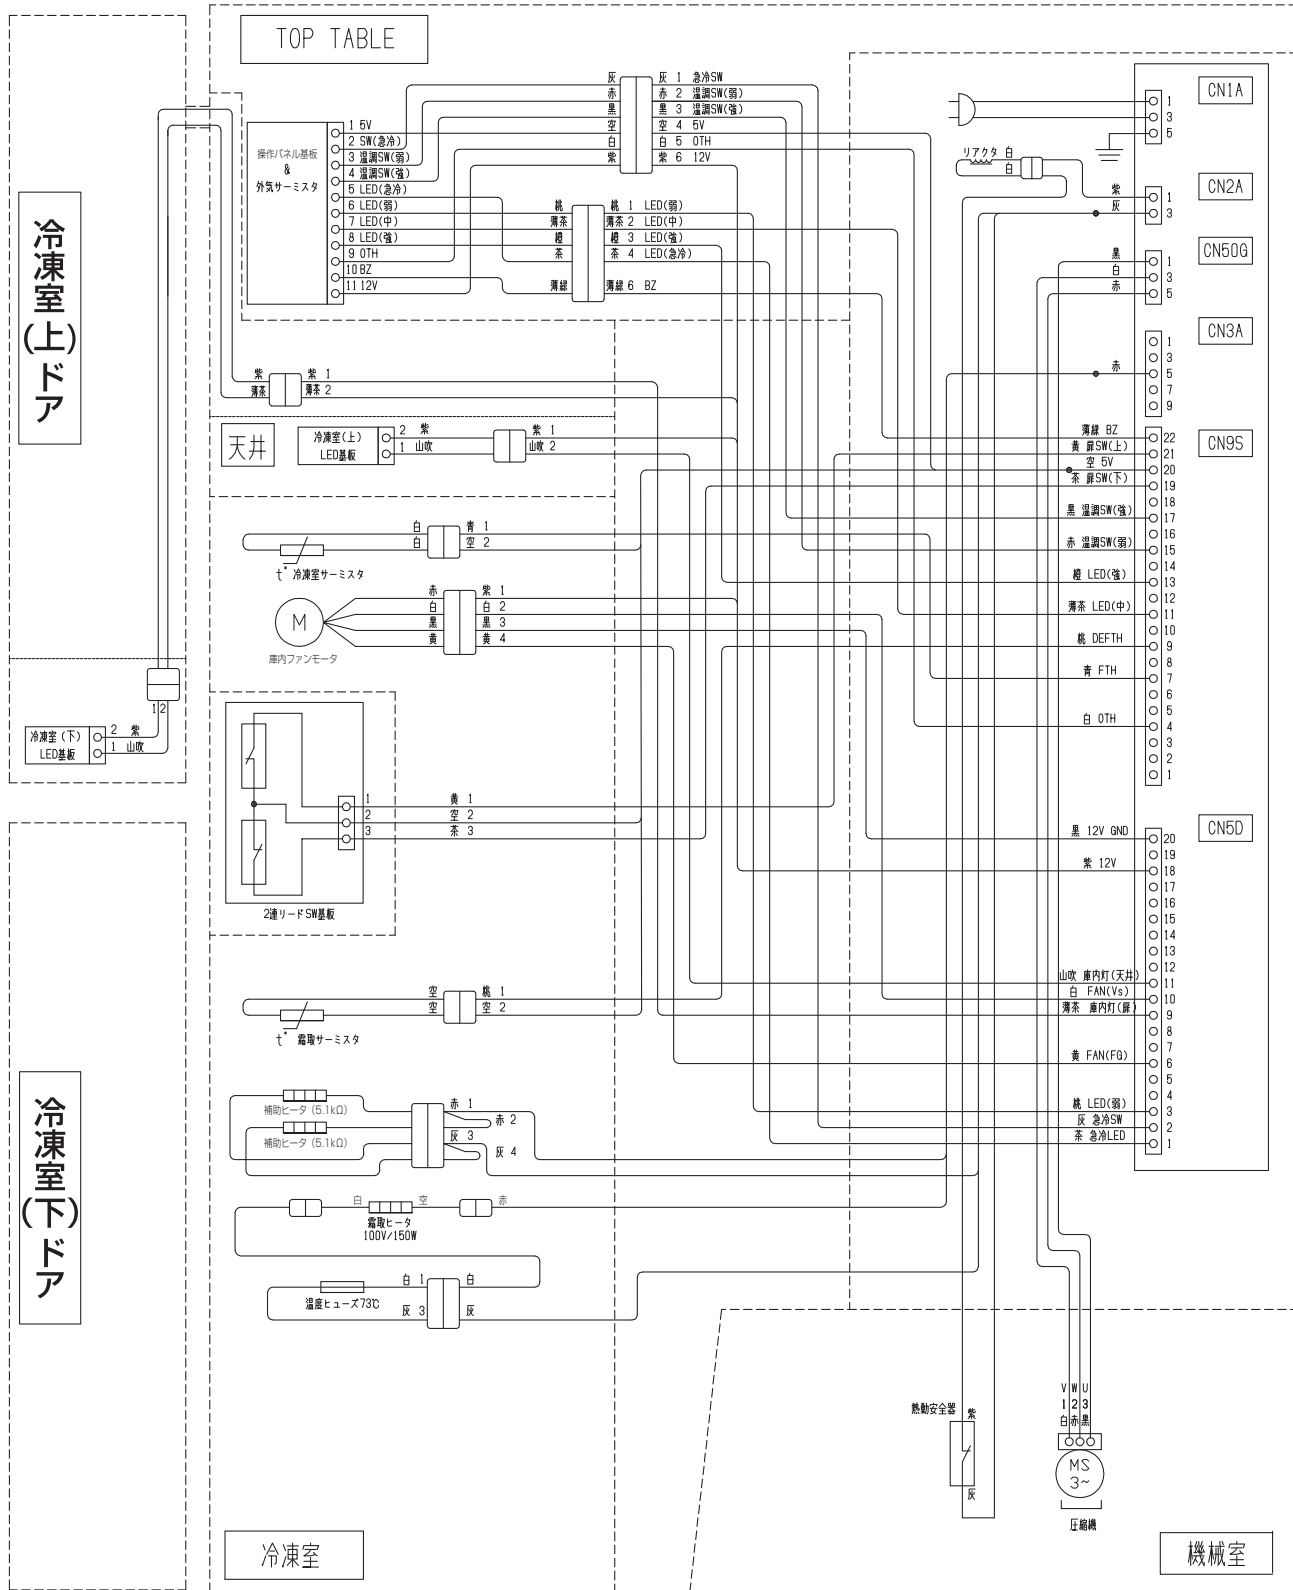 TOP TABLE
操作パネル基板
&
外気サーミスタ
1 5V
2 SW(急冷)
3 温調SW(弱)
4 温調SW(強)
5 LED(急冷)
6 LED(弱)
7 LED(中)
8 LED(強)
9 OTH
10 BZ
11 12V
灰 灰 1 急冷SW
赤 赤 2 温調SW(弱)
黒 黒 3 温調SW(強)
空 空 4 5V
白 白 5 OTH
紫 紫 6 12V
桃 桃 1 LED(弱)
薄茶 薄茶 2 LED(中)
橙 橙 3 LED(強)
茶 茶 4 LED(急冷)
薄緑 薄緑 6 BZ
冷凍室(上)ドア
紫 紫 1
薄茶 薄茶 2
天井
冷凍室(上)
LED基板
2 紫 紫 1
1 山吹 山吹 2
白 青 1
白 空 2
t° 冷凍室サーミスタ
M
庫内ファンモータ
赤 紫 1
白 白 2
黒 黒 3
黄 黄 4
1 2
冷凍室(下)
LED基板
2 紫
1 山吹
1 黄 1
2 空 2
3 茶 3
2連リードSW基板
空 桃 1
空 空 2
t° 霜取サーミスタ
冷凍室(下)ドア
補助ヒータ (5.1kΩ)
補助ヒータ (5.1kΩ)
赤 1
赤 2
灰 3
灰 4
白 空 赤
霜取ヒータ
100V/150W
白 1 白
温度ヒューズ73℃
灰 3 灰
冷凍室
CN1A
1
3
5
リアクタ 白
白
CN2A
紫 1
灰 3
CN50G
黒 1
白 3
赤 5
CN3A
1
3
赤 5
7
9
CN9S
薄緑 BZ 22
黄 扉SW(上) 21
空 5V 20
茶 扉SW(下) 19
18
黒 温調SW(強) 17
16
赤 温調SW(弱) 15
14
橙 LED(強) 13
12
薄茶 LED(中) 11
10
桃 DEFTH 9
8
青 FTH 7
6
5
白 OTH 4
3
2
1
CN5D
黒 12V GND 20
19
紫 12V 18
17
16
15
14
13
12
山吹 庫内灯(天井) 11
白 FAN(Vs) 10
薄茶 庫内灯(扉) 9
8
7
黄 FAN(FG) 6
5
4
桃 LED(弱) 3
灰 急冷SW 2
茶 急冷LED 1
熱動安全器 紫
灰
V W U
1 2 3
白 赤 黒
MS
3~
圧縮機
機械室